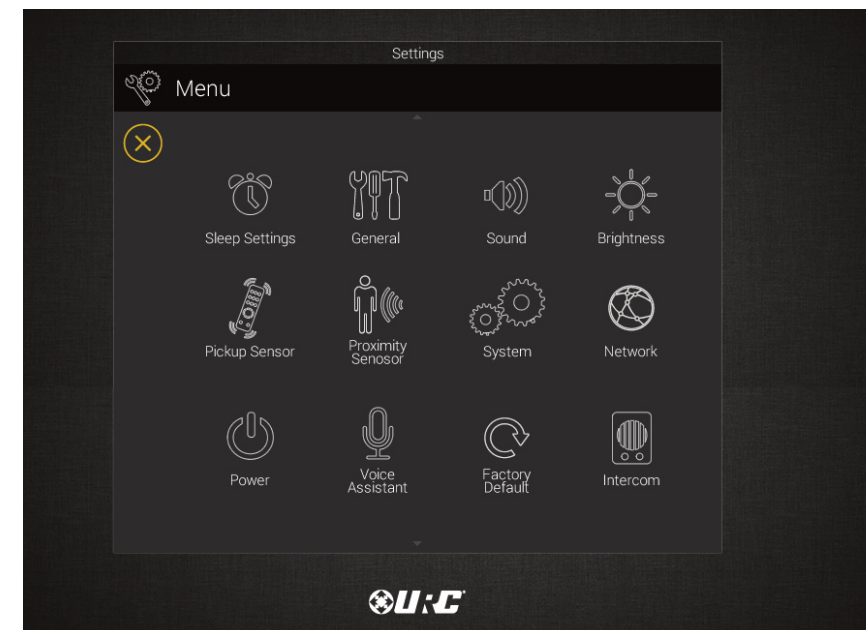 Settings
Menu
Sleep Settings
General
Sound
Brightness
Pickup Sensor
Proximity
Senosor
System
Network
Power
Voice
Assistant
Factory
Default
Intercom
URC